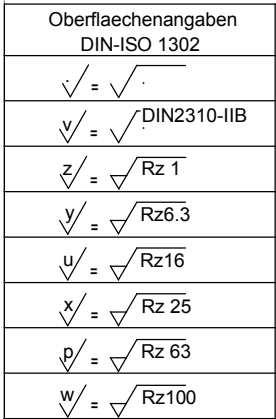 Oberflaechenangaben
DIN-ISO 1302
. = .
v = DIN2310-IIB
z = Rz 1
y = Rz6.3
u = Rz16
x = Rz 25
p = Rz 63
w = Rz100